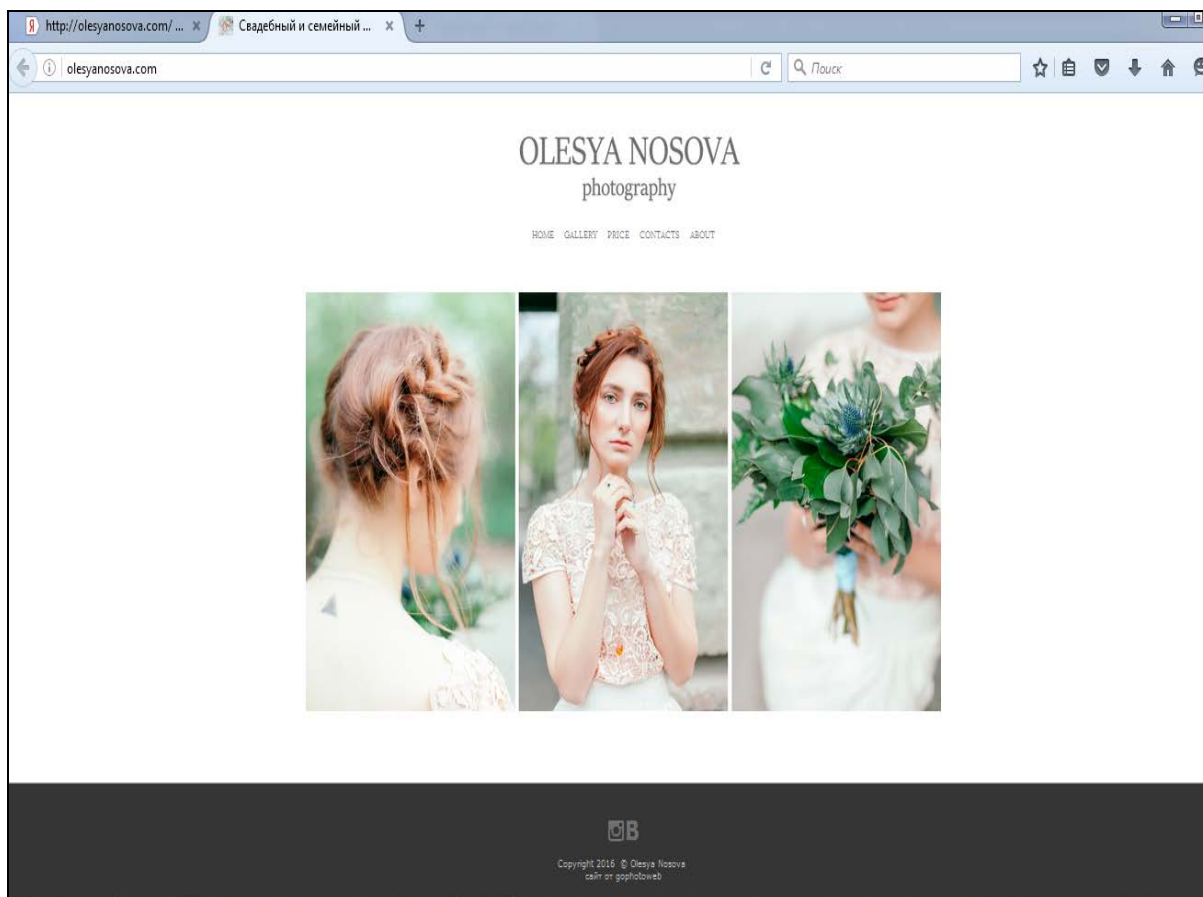 Я http://olesyanosova.com/ ... × Свадебный и семейный ... × +
olesyanosova.com Поиск
OLESYA NOSOVA
photography
HOME GALLERY PRICE CONTACTS ABOUT
B
Copyright 2016 © Olesya Nosova
сайт от gophotoweb